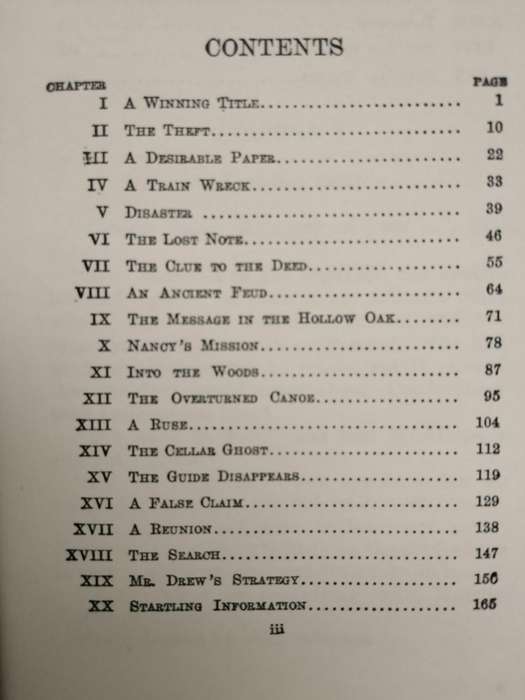 CONTENTS
CHAPTER PAGE
I A Winning Title........................ 1
II The Theft.............................. 10
III A Desirable Paper...................... 22
IV A Train Wreck......................... 33
V Disaster ............................... 39
VI The Lost Note.......................... 46
VII The Clue to the Deed.................. 55
VIII An Ancient Feud....................... 64
IX The Message in the Hollow Oak........ 71
X Nancy's Mission........................ 78
XI Into the Woods........................ 87
XII The Overturned Canoe................. 95
XIII A Ruse................................ 104
XIV The Cellar Ghost...................... 112
XV The Guide Disappears................... 119
XVI A False Claim.......................... 129
XVII A Reunion............................. 138
XVIII The Search............................ 147
XIX Mr. Drew's Strategy................... 156
XX Startling Information.................. 165
iii